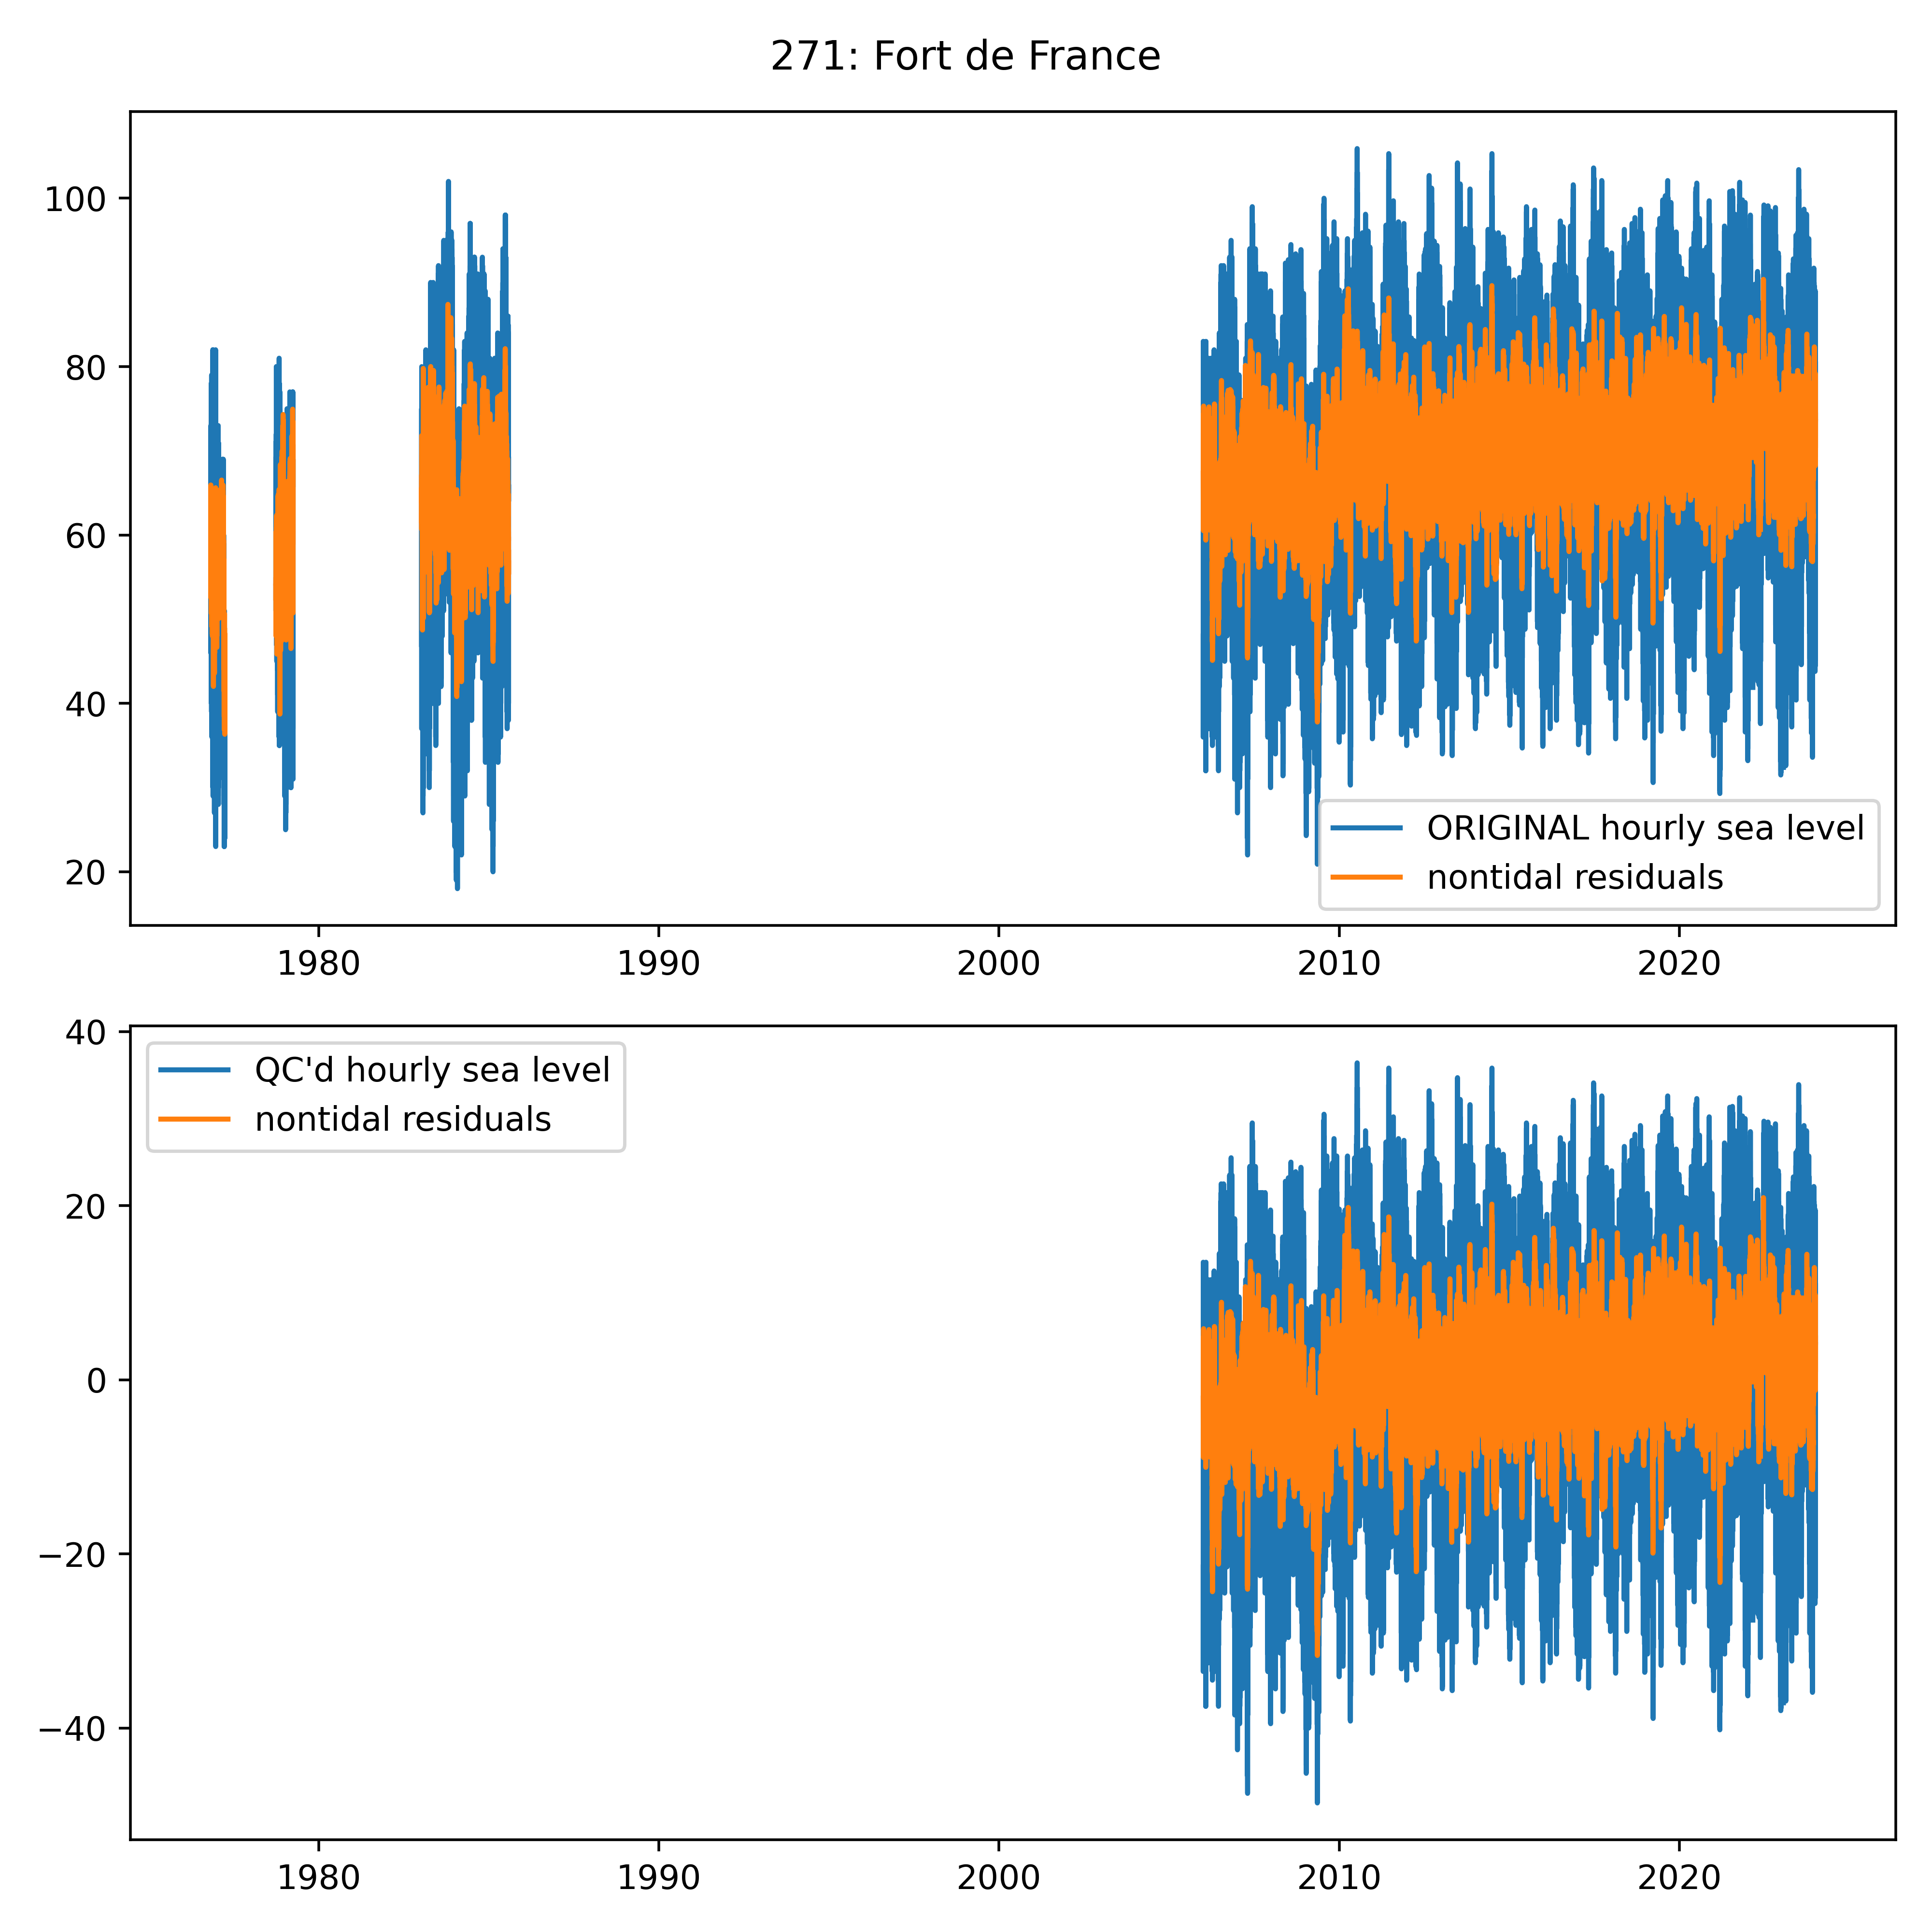 271: Fort de France
100
80
60
40
20
ORIGINAL hourly sea level
nontidal residuals
1980 1990 2000 2010 2020
40
20
0
−20
−40
QC'd hourly sea level
nontidal residuals
1980 1990 2000 2010 2020